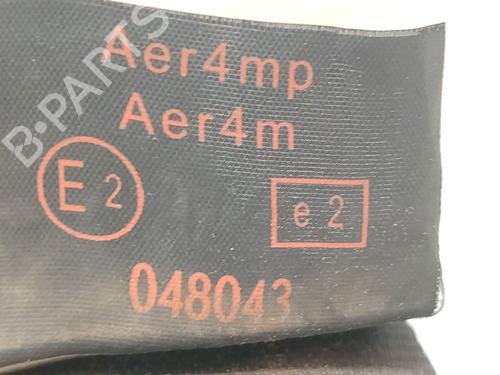 B-PARTS
Aer4mp
Aer4m
E 2
e 2
048043